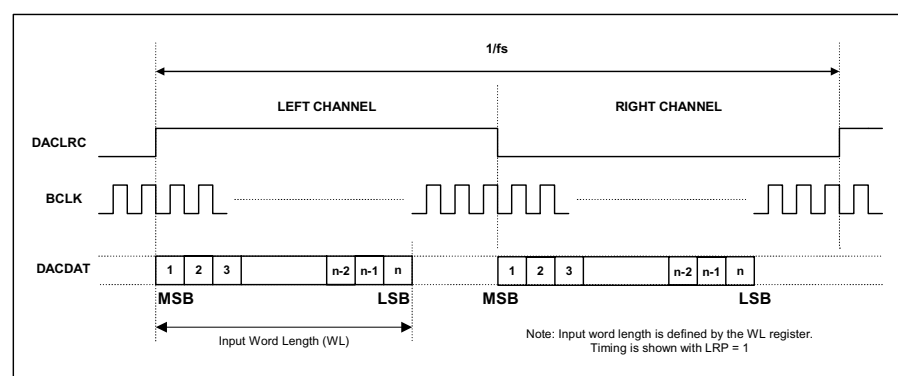 1/fs
LEFT CHANNEL
RIGHT CHANNEL
DACLRC
BCLK
DACDAT
1 2 3 n-2 n-1 n
1 2 3 n-2 n-1 n
MSB LSB
MSB LSB
Input Word Length (WL)
Note: Input word length is defined by the WL register.
Timing is shown with LRP = 1